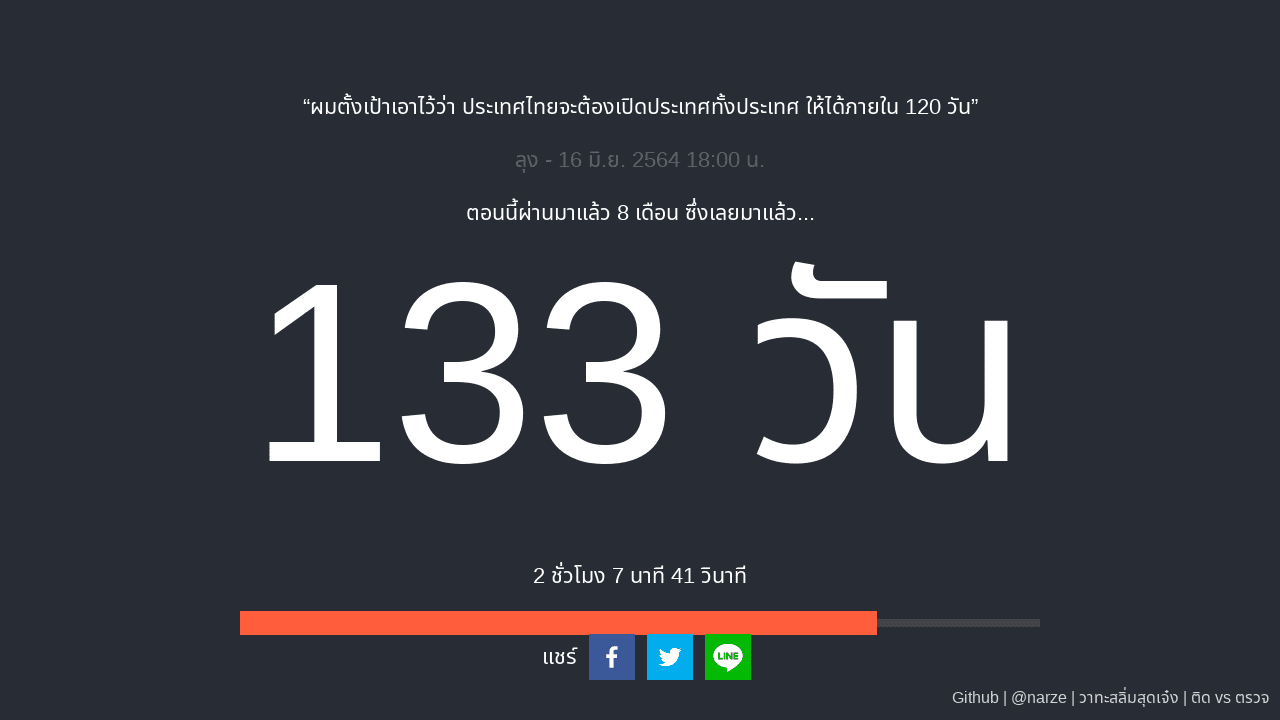 “ผมตั้งเป้าเอาไว้ว่า ประเทศไทยจะต้องเปิดประเทศทั้งประเทศ ให้ได้ภายใน 120 วัน”
ลุง - 16 มิ.ย. 2564 18:00 น.
ตอนนี้ผ่านมาแล้ว 8 เดือน ซึ่งเลยมาแล้ว...
133 วัน
2 ชั่วโมง 7 นาที 41 วินาที
แชร์
LINE
Github | @narze | วาทะสลิ่มสุดเจ๋ง | ติด vs ตรวจ